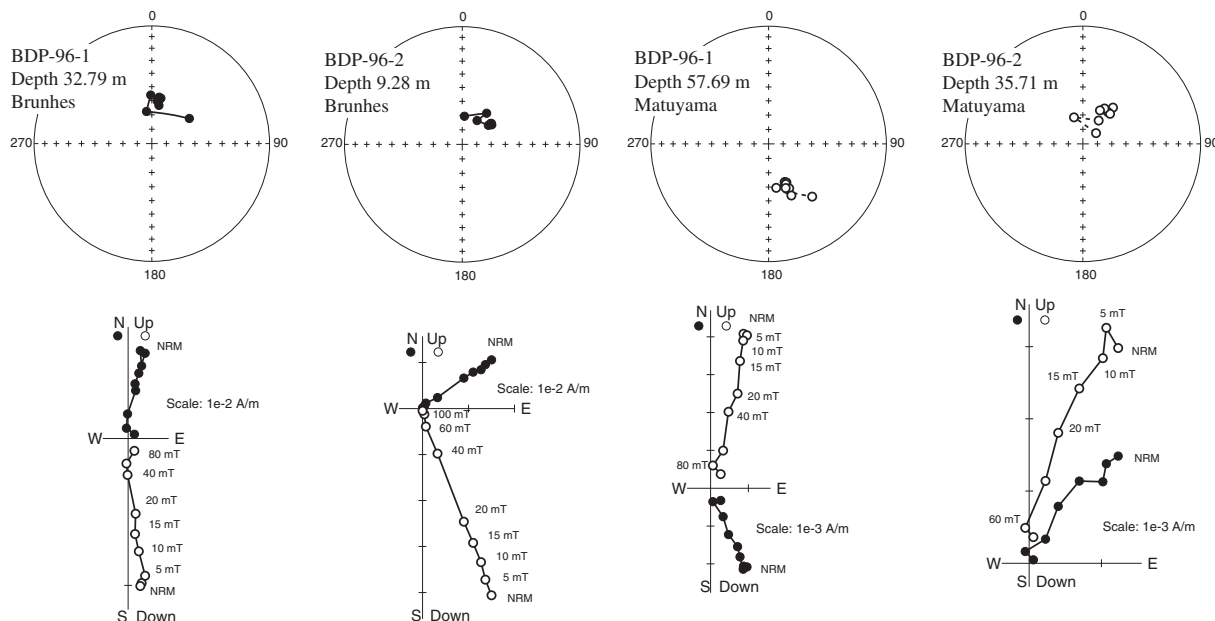 0
BDP-96-1
Depth 32.79 m
Brunhes
270
90
180
0
BDP-96-2
Depth 9.28 m
Brunhes
270
90
180
0
BDP-96-1
Depth 57.69 m
Matuyama
270
90
180
0
BDP-96-2
Depth 35.71 m
Matuyama
270
90
180
N Up
NRM
Scale: 1e-2 A/m
W E
80 mT
40 mT
20 mT
15 mT
10 mT
5 mT
NRM
S Down
N Up
NRM
Scale: 1e-2 A/m
W E
100 mT
60 mT
40 mT
20 mT
15 mT
10 mT
5 mT
NRM
S Down
N Up
NRM
5 mT
10 mT
15 mT
20 mT
40 mT
80 mT
W E
Scale: 1e-3 A/m
NRM
S Down
N Up
5 mT
NRM
10 mT
15 mT
20 mT
NRM
60 mT
Scale: 1e-3 A/m
W E
S Down